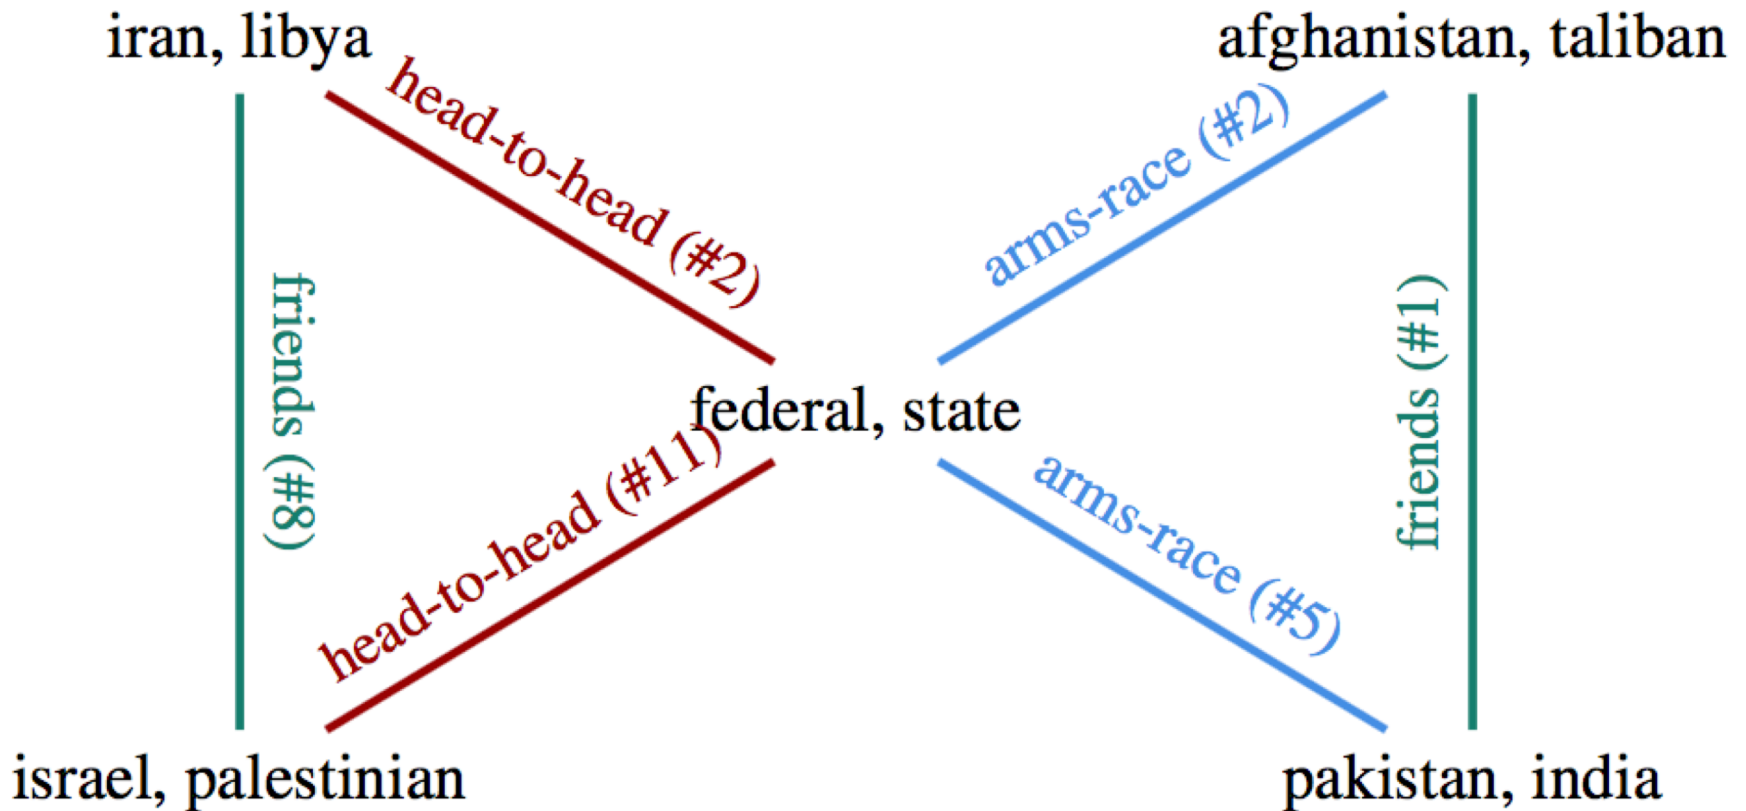 iran, libya
afghanistan, taliban
head-to-head (#2)
arms-race (#2)
friends (#8)
friends (#1)
federal, state
head-to-head (#11)
arms-race (#5)
israel, palestinian
pakistan, india